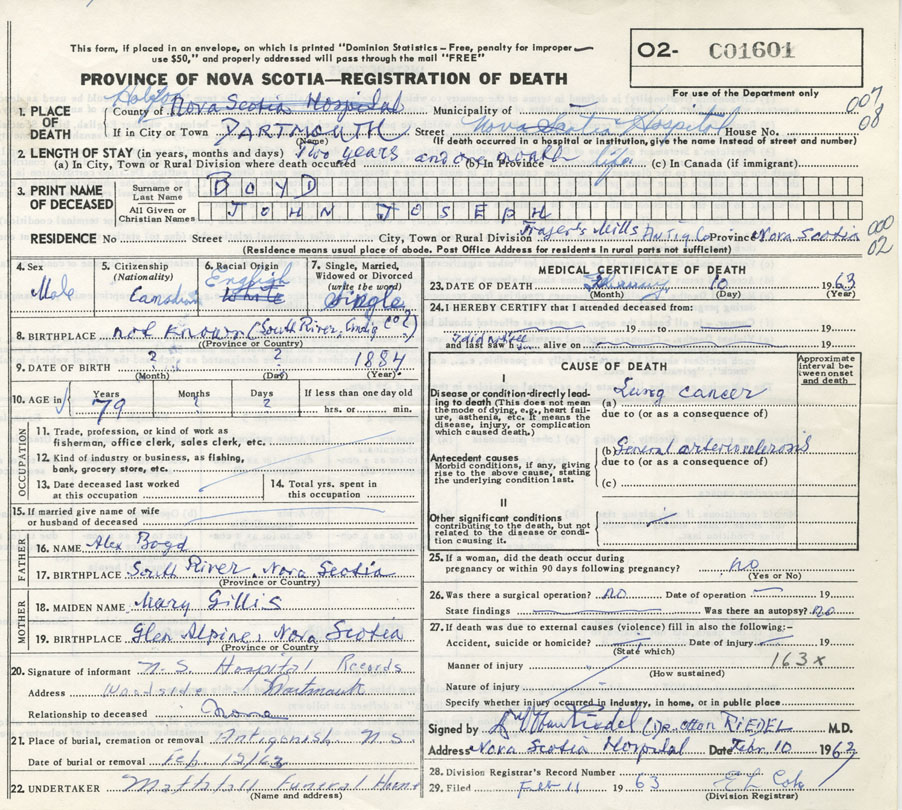 This form, if placed in an envelope, on which is printed "Dominion Statistics – Free, penalty for improper
use $50," and properly addressed will pass through the mail "FREE"
O2- C01601
For use of the Department only
PROVINCE OF NOVA SCOTIA—REGISTRATION OF DEATH
1. PLACE OF DEATH
Halifax
County of Nova Scotia Hospital Municipality of
007
If in City or Town DARTMOUTH Street Nova Scotia Hospital House No.
08
(Name) (If death occurred in a hospital or institution, give the name instead of street and number)
2. LENGTH OF STAY (in years, months and days) Two years and one month life
(a) In City, Town or Rural Division where death occured (b) In Province (c) In Canada (if immigrant)
3. PRINT NAME OF DECEASED
Surname or Last Name BOYD
All Given or Christian Names JOHN JOSEPH
RESIDENCE No Street City, Town or Rural Division Frasers Mills Antig Co Province Nova Scotia
000
02
(Residence means usual place of abode. Post Office Address for residents in rural parts not sufficient)
4. Sex Male
5. Citizenship (Nationality) Canadian
6. Racial Origin English White
7. Single, Married, Widowed or Divorced (write the word) single
8. BIRTHPLACE not known (South River, Antig Co?)
(Province or Country)
9. DATE OF BIRTH ? ? 1884
(Month) (Day) (Year)
10. AGE in Years Months Days If less than one day old
79 ? ? hrs. or min.
OCCUPATION
11. Trade, profession, or kind of work as
fisherman, office clerk, sales clerk, etc.
12. Kind of industry or business, as fishing,
bank, grocery store, etc.
13. Date deceased last worked
at this occupation
14. Total yrs. spent in
this occupation
15. If married give name of wife
or husband of deceased
FATHER
16. NAME Alex Boyd
17. BIRTHPLACE South River, Nova Scotia
(Province or Country)
MOTHER
18. MAIDEN NAME Mary Gillis
19. BIRTHPLACE Glen Alpine, Nova Scotia
(Province or Country
20. Signature of informant N.S. Hospital Records
Address Woodside Dartmouth
Relationship to deceased None
21. Place of burial, cremation or removal Antigonish N.S.
Date of burial or removal Feb 12/63
22. UNDERTAKER Funeral Home
(Name and address)
MEDICAL CERTIFICATE OF DEATH
23. DATE OF DEATH February 10 1963
(Month) (Day) (Year)
24. I HEREBY CERTIFY that I attended deceased from:
19 to 19
I did not see
and last saw h alive on 19
CAUSE OF DEATH
Approximate interval between onset and death
I
Disease or condition directly leading
to death (This does not mean
the mode of dying, e.g., heart failure,
asthenia, etc. It means the
disease, injury, or complication
which caused death.)
(a) Lung cancer
due to (or as a consequence of)
Antecedent causes
Morbid conditions, if any, giving
rise to the above cause, stating
the underlying condition last.
(b) General arteriosclerosis
due to (or as a consequence of)
(c)
II
Other significant conditions
contributing to the death, but not
related to the disease or condition
causing it.
25. If a woman, did the death occur during
pregnancy or within 90 days following pregnancy? no
(Yes or No)
26. Was there a surgical operation? no Date of operation 19
State findings Was there an autopsy? no
27. If death was due to external causes (violence) fill in also the following:
Accident, suicide or homicide? Date of injury 19
(State which)
Manner of injury 163x
(How sustained)
Nature of injury
Specify whether injury occurred in industry, in home, or in public place
Signed by (Dr. Otton RIEDEL M.D.
Address Nova Scotia Hospital Date Febr. 10 1963
28. Division Registrar's Record Number
29. Filed Feb 11 1963
(Division Registrar)